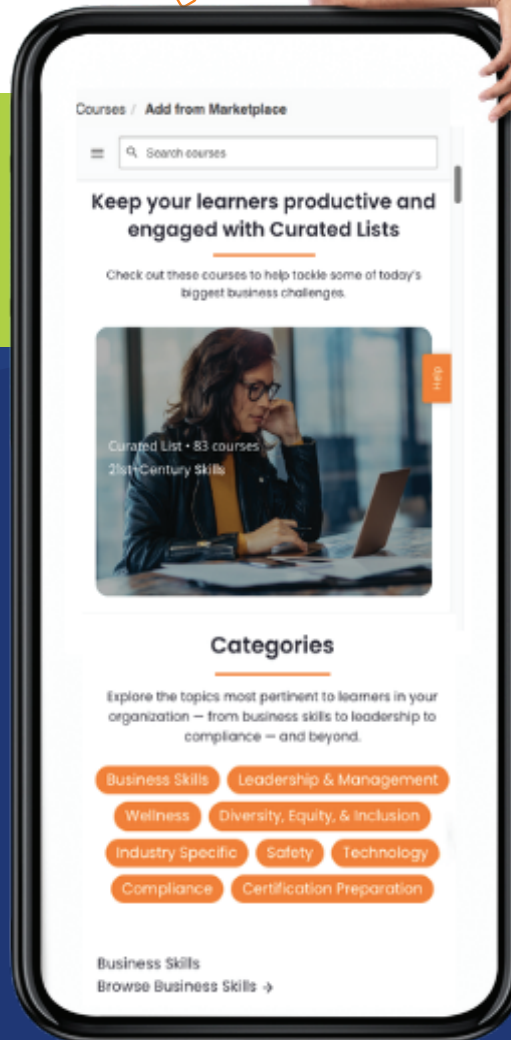 Courses / Add from Marketplace
Search courses
Keep your learners productive and
engaged with Curated Lists
Check out these courses to help tackle some of today's
biggest business challenges.
Help
Curated List • 83 courses
21st-Century Skills
Categories
Explore the topics most pertinent to learners in your
organization — from business skills to leadership to
compliance — and beyond.
Business Skills Leadership & Management
Wellness Diversity, Equity, & Inclusion
Industry Specific Safety Technology
Compliance Certification Preparation
Business Skills
Browse Business Skills →